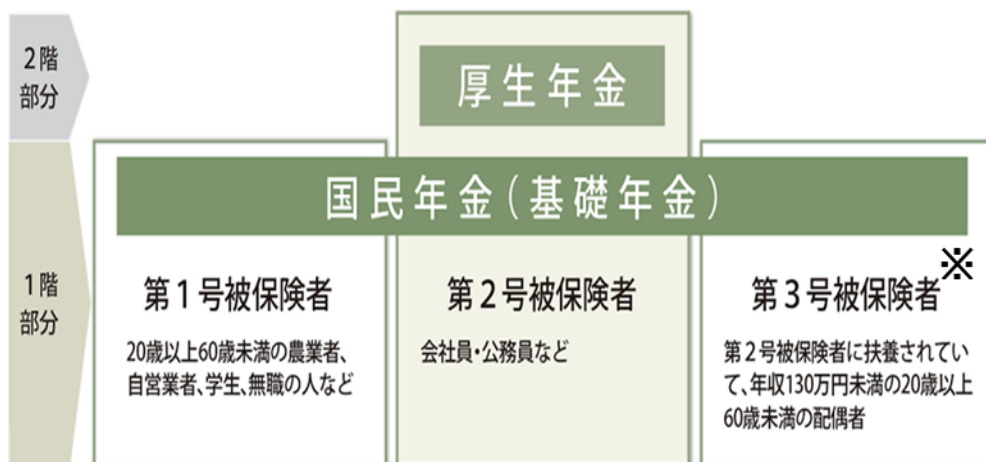 2階
部分
厚生年金
国民年金(基礎年金)
1階
部分
第1号被保険者
20歳以上60歳未満の農業者、
自営業者、学生、無職の人など
第2号被保険者
会社員・公務員など
第3号被保険者※
第2号被保険者に扶養されてい
て、年収130万円未満の20歳以上
60歳未満の配偶者